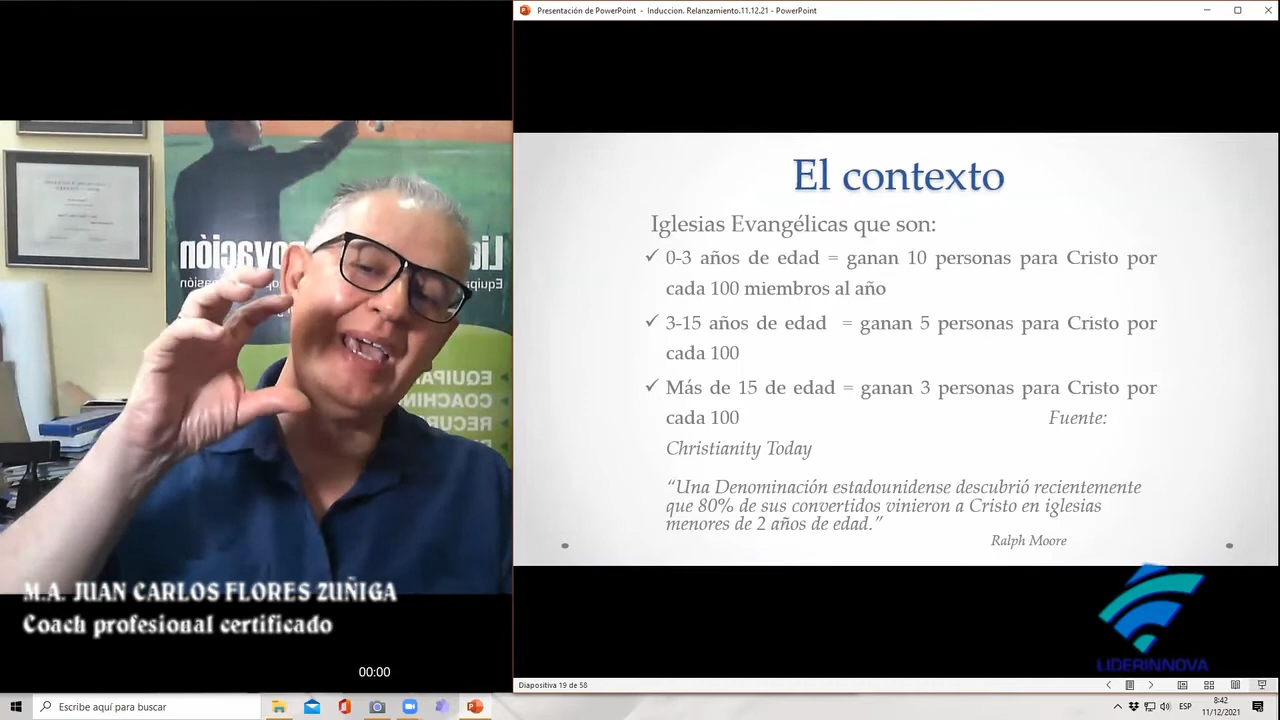 Presentación de PowerPoint - Induccion. Relanzamiento.11.12.21 - PowerPoint
El contexto
Iglesias Evangélicas que son:
✓ 0-3 años de edad = ganan 10 personas para Cristo por
cada 100 miembros al año
✓ 3-15 años de edad = ganan 5 personas para Cristo por
cada 100
✓ Más de 15 de edad = ganan 3 personas para Cristo por
cada 100 Fuente:
Christianity Today
“Una Denominación estadounidense descubrió recientemente
que 80% de sus convertidos vinieron a Cristo en iglesias
menores de 2 años de edad.”
Ralph Moore
M.A. JUAN CARLOS FLORES ZUÑIGA
Coach profesional certificado
00:00
LIDERINNOVA
Diapositiva 19 de 58
Escribe aquí para buscar
ESP
8:42
11/12/2021